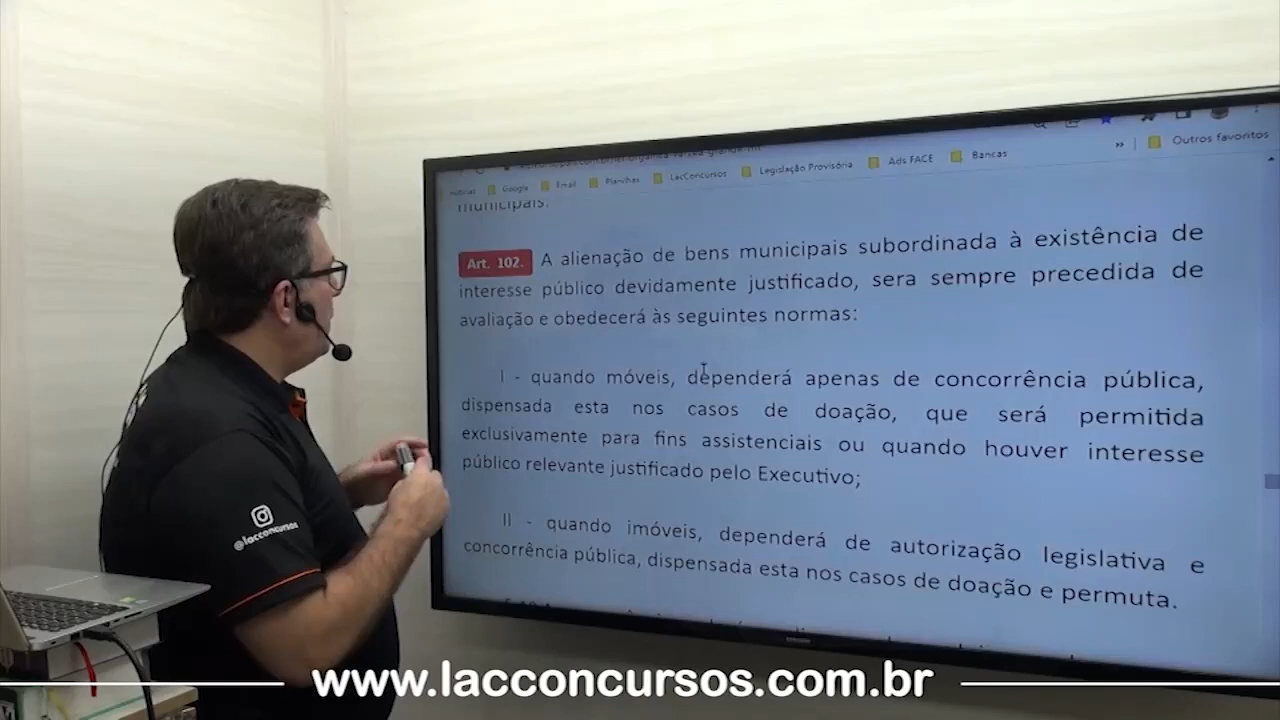 Outros favoritos
Google
Email
Planilhas
LacConcursos
Legislação Provisória
Ads FACE
Bancas
municipais.
Art. 102. A alienação de bens municipais subordinada à existência de
interesse público devidamente justificado, sera sempre precedida de
avaliação e obedecerá às seguintes normas:
I - quando móveis, dependerá apenas de concorrência pública,
dispensada esta nos casos de doação, que será permitida
exclusivamente para fins assistenciais ou quando houver interesse
público relevante justificado pelo Executivo;
II - quando imóveis, dependerá de autorização legislativa e
concorrência pública, dispensada esta nos casos de doação e permuta.
@lacconcursos
www.lacconcursos.com.br